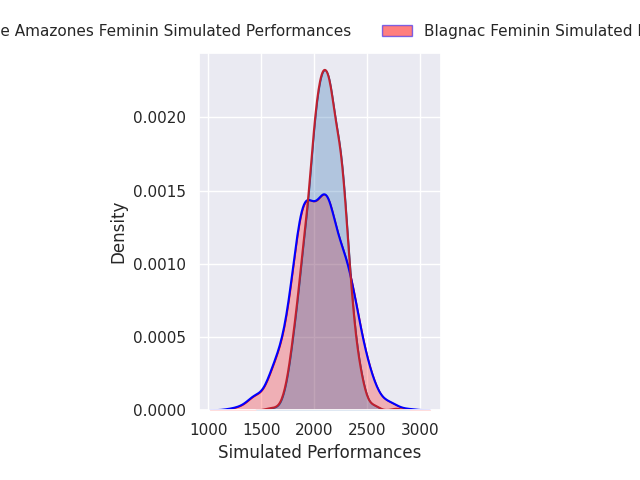 e Amazones Feminin Simulated Performances
Blagnac Feminin Simulated
0.0020
0.0015
0.0010
0.0005
0.0000
Density
1000 1500 2000 2500 3000
Simulated Performances